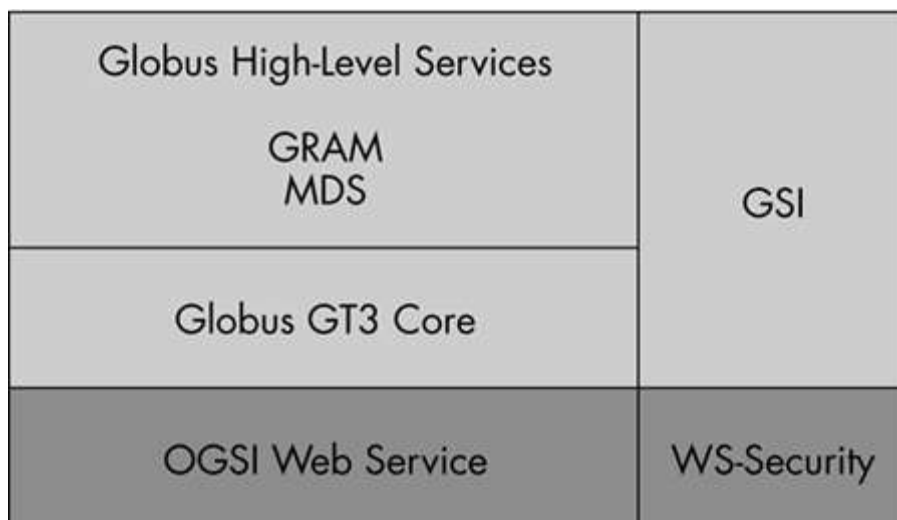 Globus High-Level Services
GRAM
MDS
GSI
Globus GT3 Core
OGSI Web Service
WS-Security